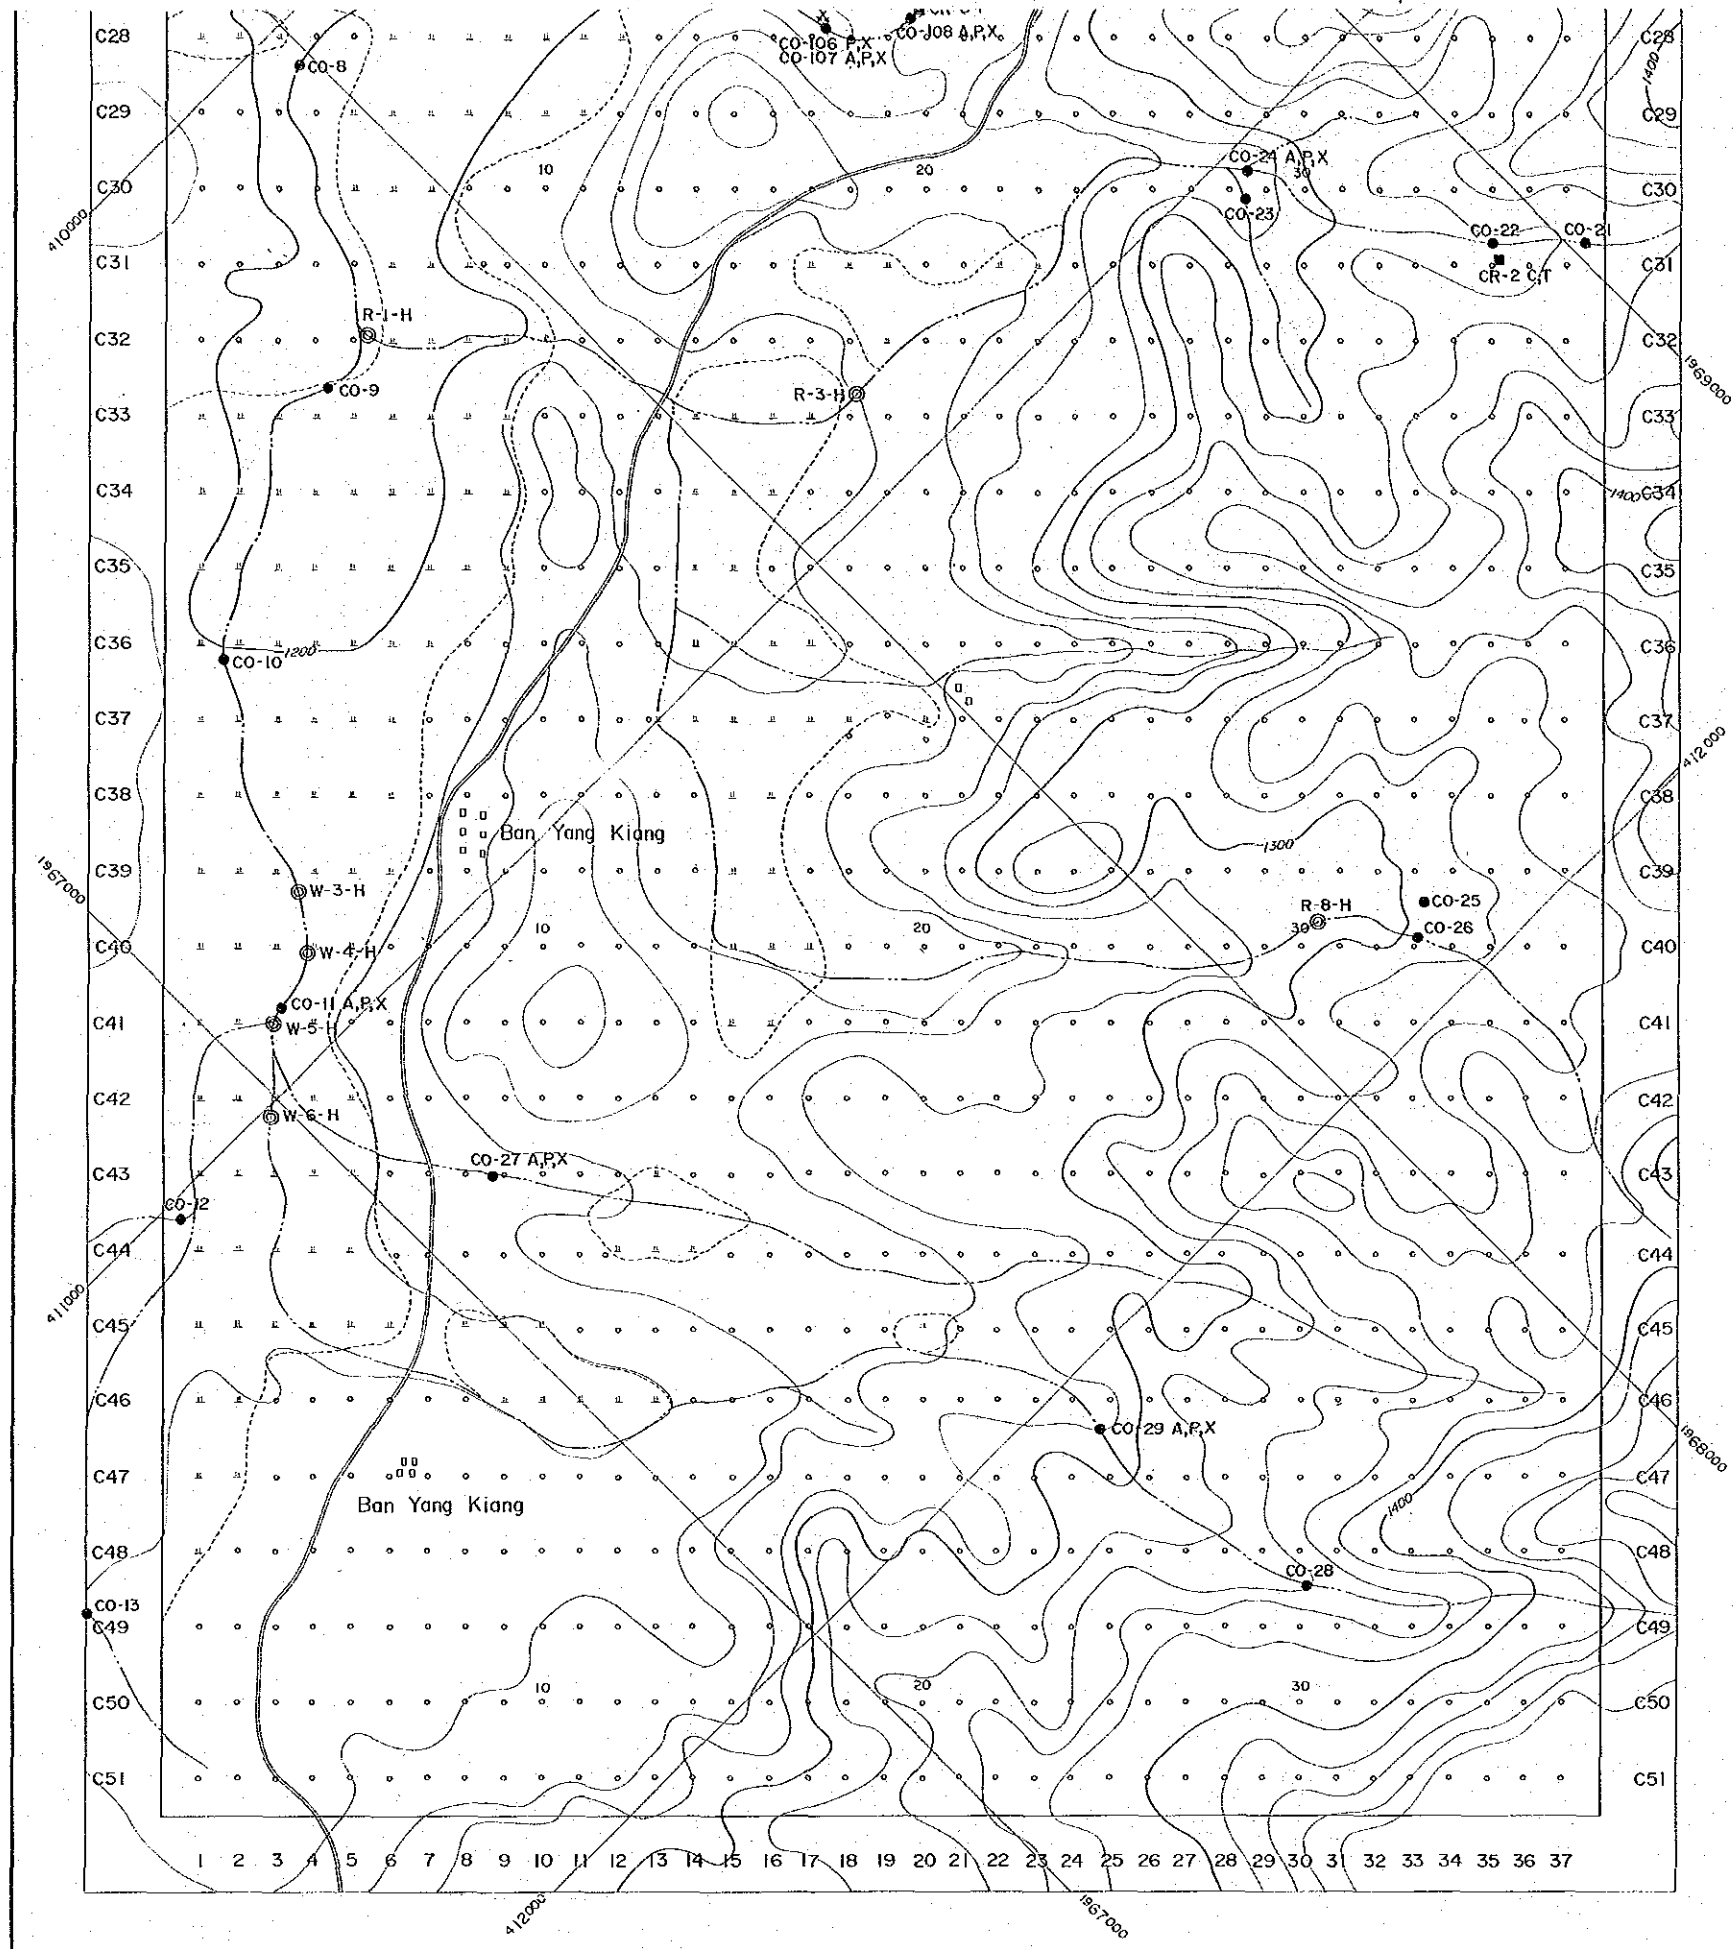 C28
CO-106 P,X
CO-108 A,P,X
C28
CO-107 A,P,X
CO-8
1400
C29
C29
CO-24 A,P,X
C30
10
20
30
C30
410000
CO-23
CO-22
CO-21
C31
CR-2 C,T
C31
R-1-H
C32
C32
1969000
CO-9
R-3-H
C33
C33
C34
1400
C34
C35
C35
C36
1200
C36
CO-10
C37
C37
412000
C38
C38
Ban Yang Kiang
1300
C39
C39
1967000
W-3-H
CO-25
R-8-H
10
20
30
CO-26
C40
W-4-H
C40
CO-11 A,P,X
C41
W-5-H
C41
C42
W-6-H
C42
CO-27 A,P,X
C43
C43
CO-12
C44
C44
411000
C45
C45
C46
C46
CO-29 A,P,X
1968000
C47
C47
Ban Yang Kiang
1400
C48
C48
CO-28
CO-13
C49
C49
10
20
30
C50
C50
C51
C51
1 2 3 4 5 6 7 8 9 10 11 12 13 14 15 16 17 18 19 20 21 22 23 24 25 26 27 28 29 30 31 32 33 34 35 36 37
412000
1967000